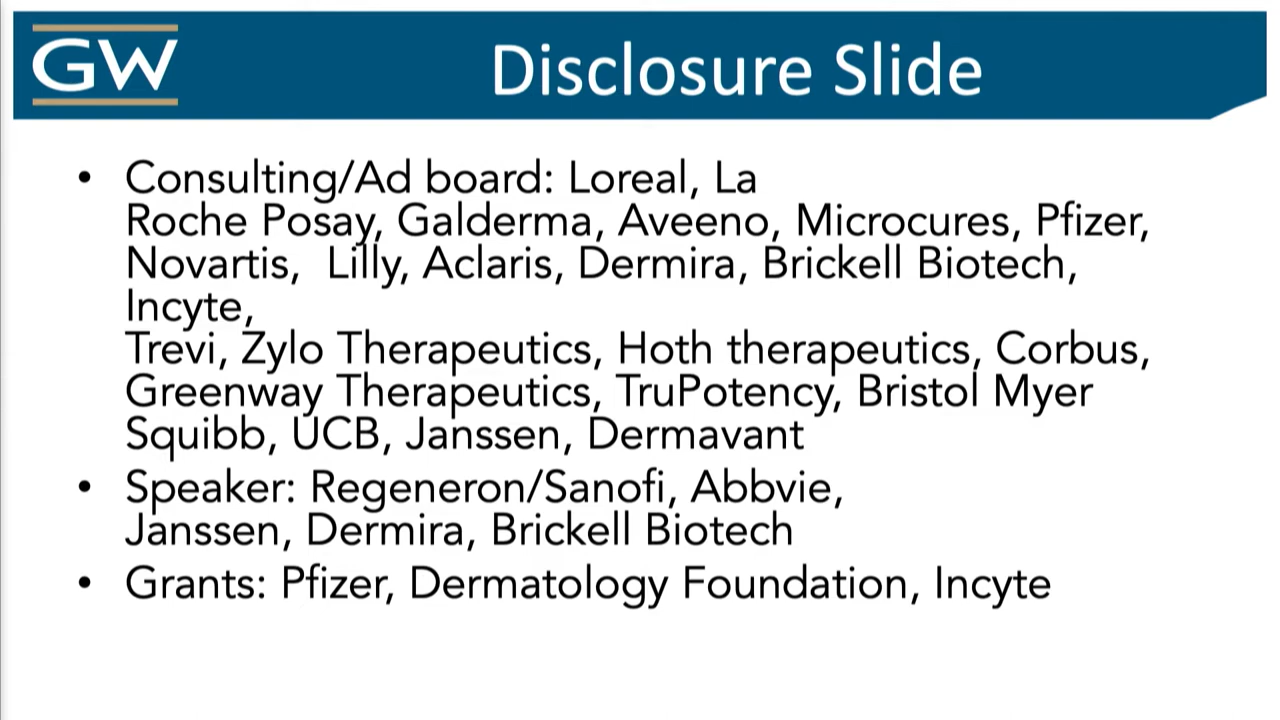 GW
Disclosure Slide
• Consulting/Ad board: Loreal, La
Roche Posay, Galderma, Aveeno, Microcures, Pfizer,
Novartis,  Lilly, Aclaris, Dermira, Brickell Biotech,
Incyte,
Trevi, Zylo Therapeutics, Hoth therapeutics, Corbus,
Greenway Therapeutics, TruPotency, Bristol Myer
Squibb, UCB, Janssen, Dermavant
• Speaker: Regeneron/Sanofi, Abbvie,
Janssen, Dermira, Brickell Biotech
• Grants: Pfizer, Dermatology Foundation, Incyte